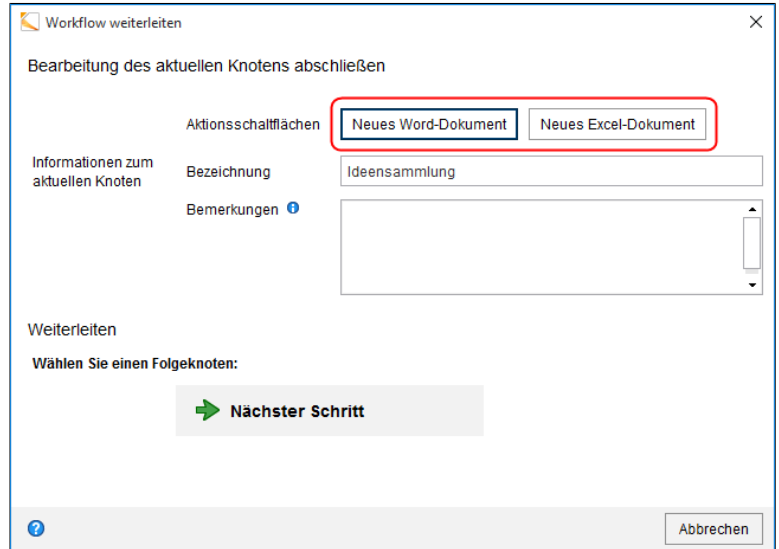 Workflow weiterleiten
Bearbeitung des aktuellen Knotens abschließen
Aktionsschaltflächen
Neues Word-Dokument
Neues Excel-Dokument
Informationen zum
aktuellen Knoten
Bezeichnung
Ideensammlung
Bemerkungen
Weiterleiten
Wählen Sie einen Folgeknoten:
Nächster Schritt
Abbrechen